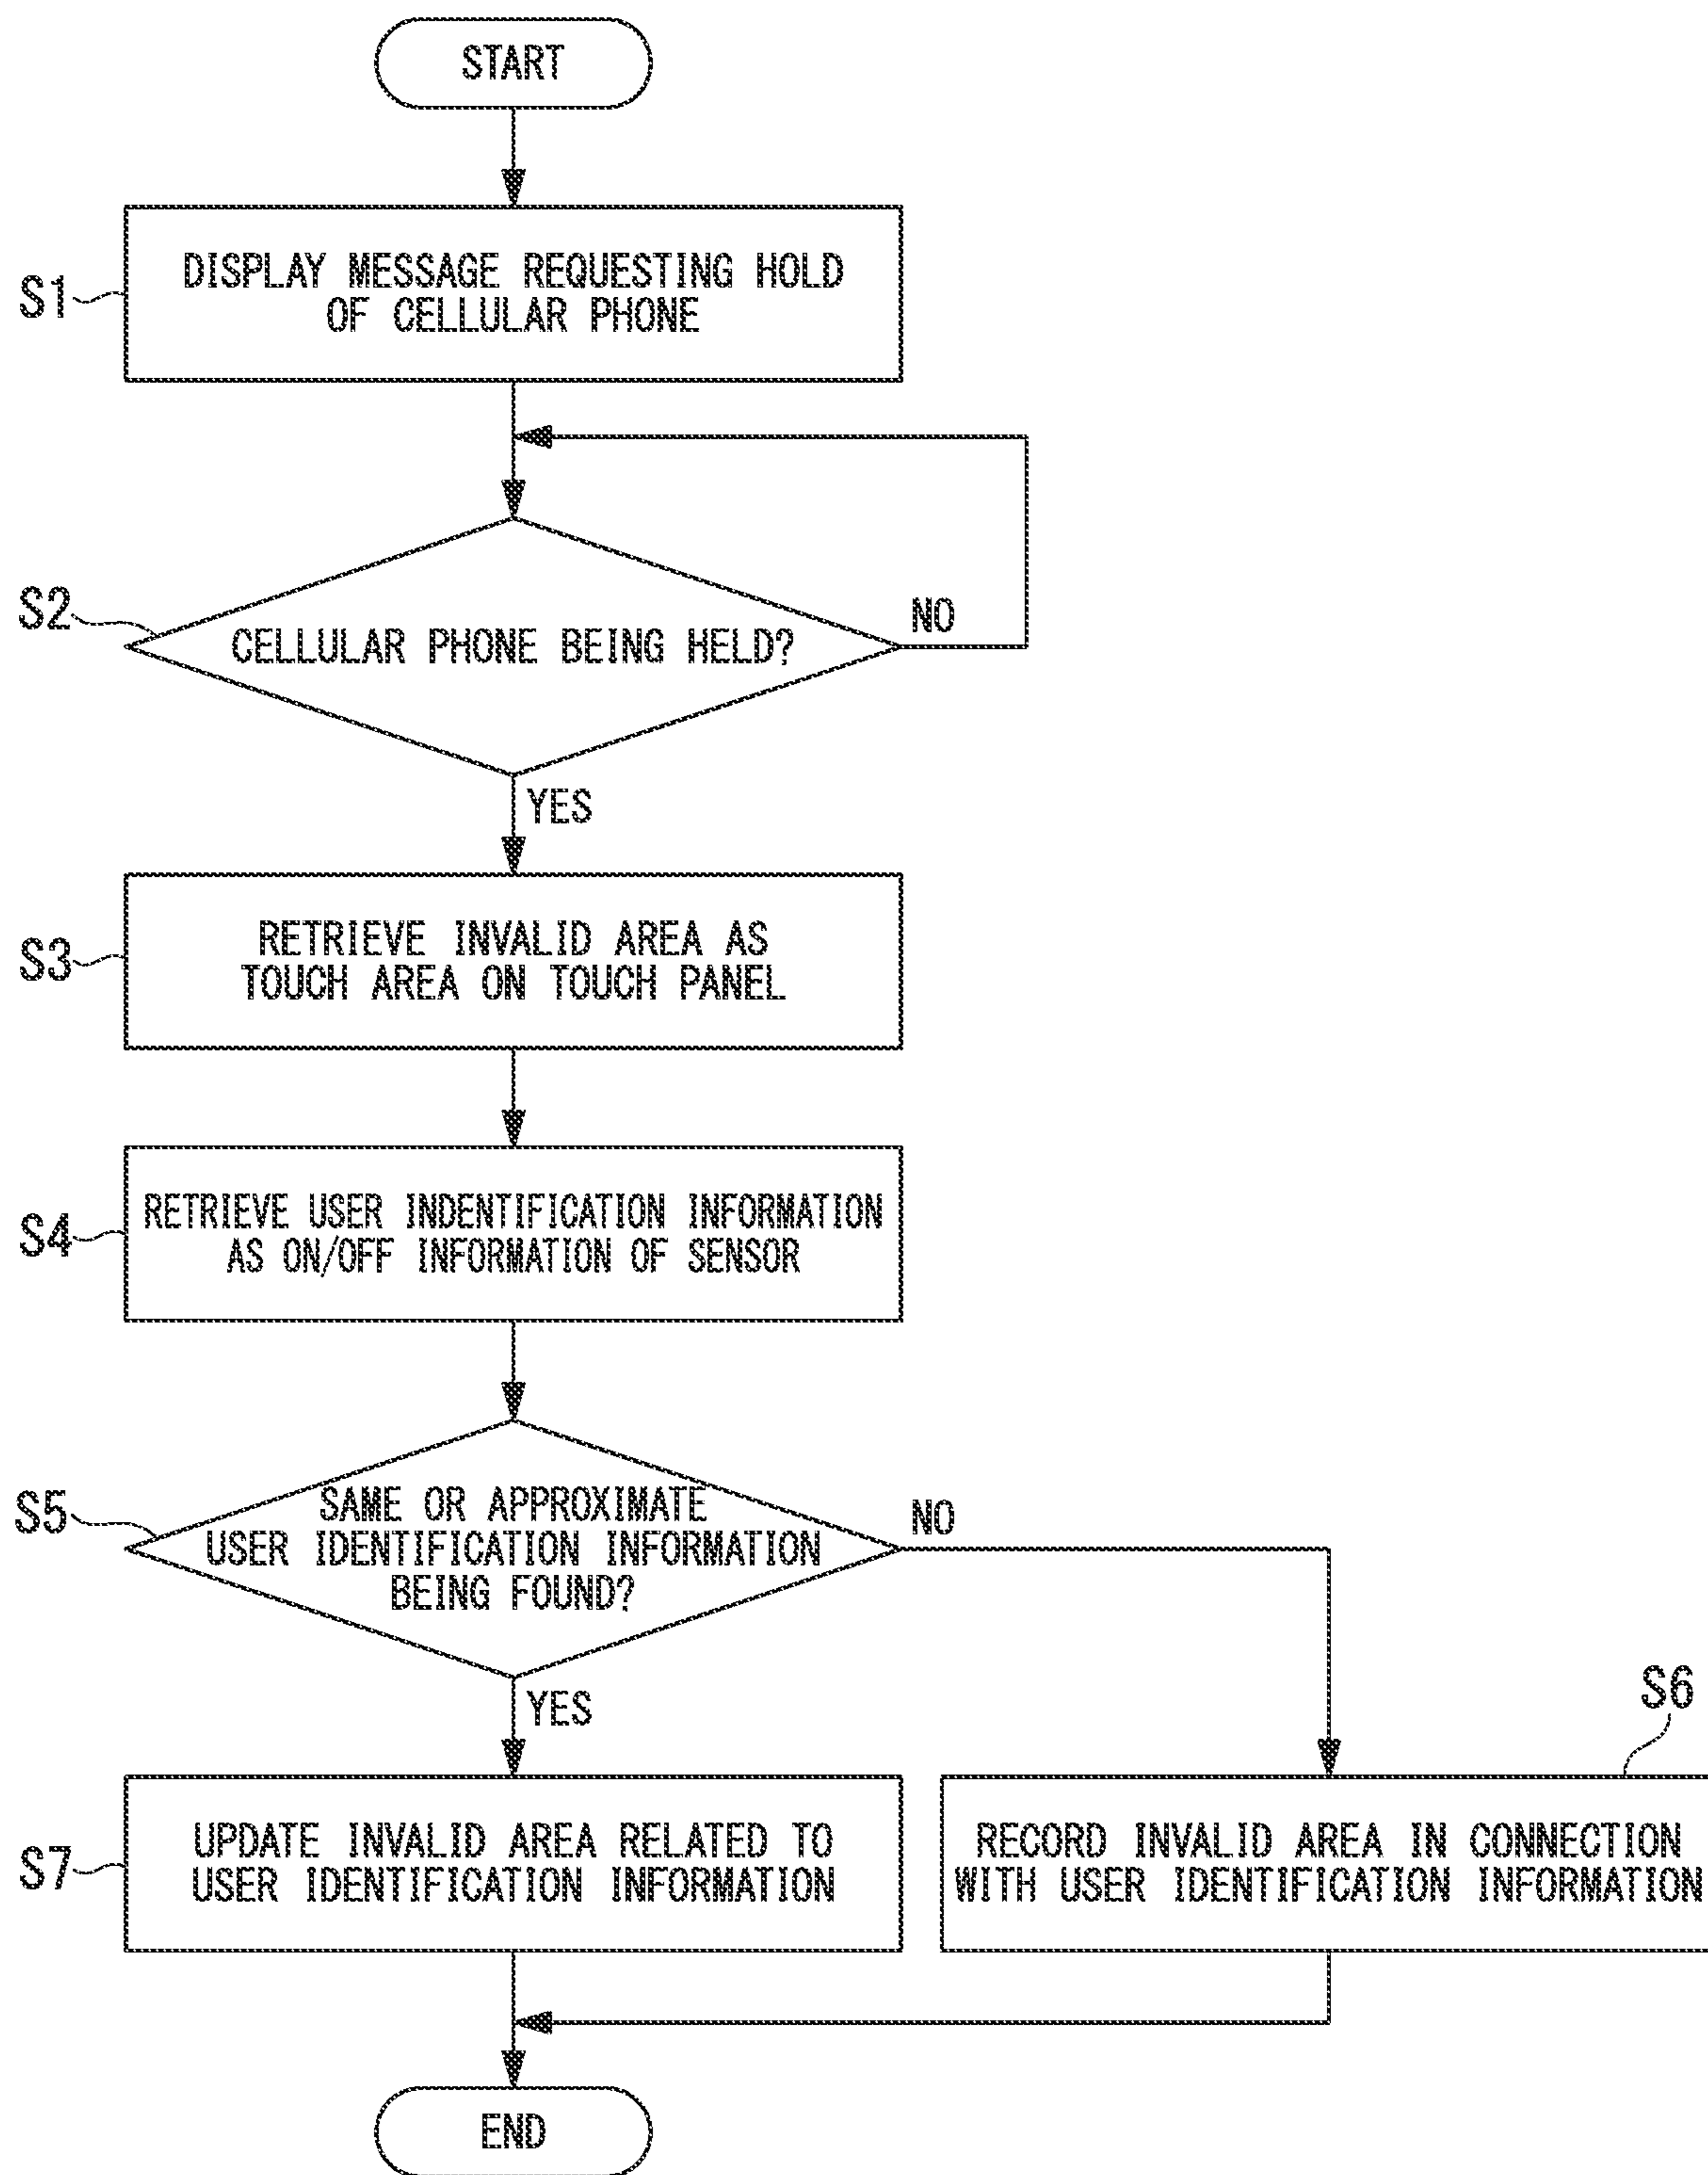 START
S1
DISPLAY MESSAGE REQUESTING HOLD
OF CELLULAR PHONE
S2
CELLULAR PHONE BEING HELD?
NO
YES
S3
RETRIEVE INVALID AREA AS
TOUCH AREA ON TOUCH PANEL
S4
RETRIEVE USER INDENTIFICATION INFORMATION
AS ON/OFF INFORMATION OF SENSOR
S5
SAME OR APPROXIMATE
USER IDENTIFICATION INFORMATION
BEING FOUND?
NO
YES
S6
S7
UPDATE INVALID AREA RELATED TO
USER IDENTIFICATION INFORMATION
RECORD INVALID AREA IN CONNECTION
WITH USER IDENTIFICATION INFORMATION
END